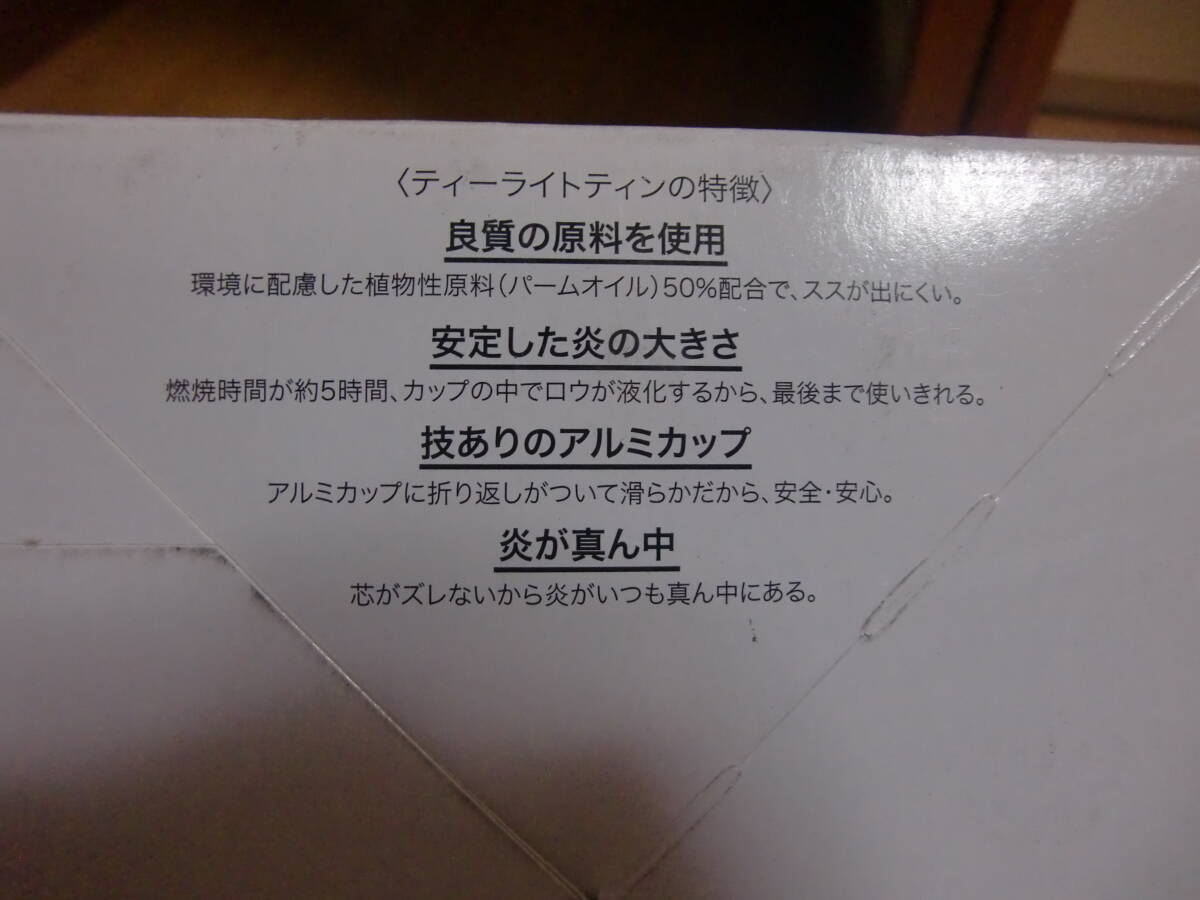 〈ティーライトティンの特徴〉
良質の原料を使用
環境に配慮した植物性原料(パームオイル)50%配合で、ススが出にくい。
安定した炎の大きさ
燃焼時間が約5時間、カップの中でロウが液化するから、最後まで使いきれる。
技ありのアルミカップ
アルミカップに折り返しがついて滑らかだから、安全・安心。
炎が真ん中
芯がズレないから炎がいつも真ん中にある。